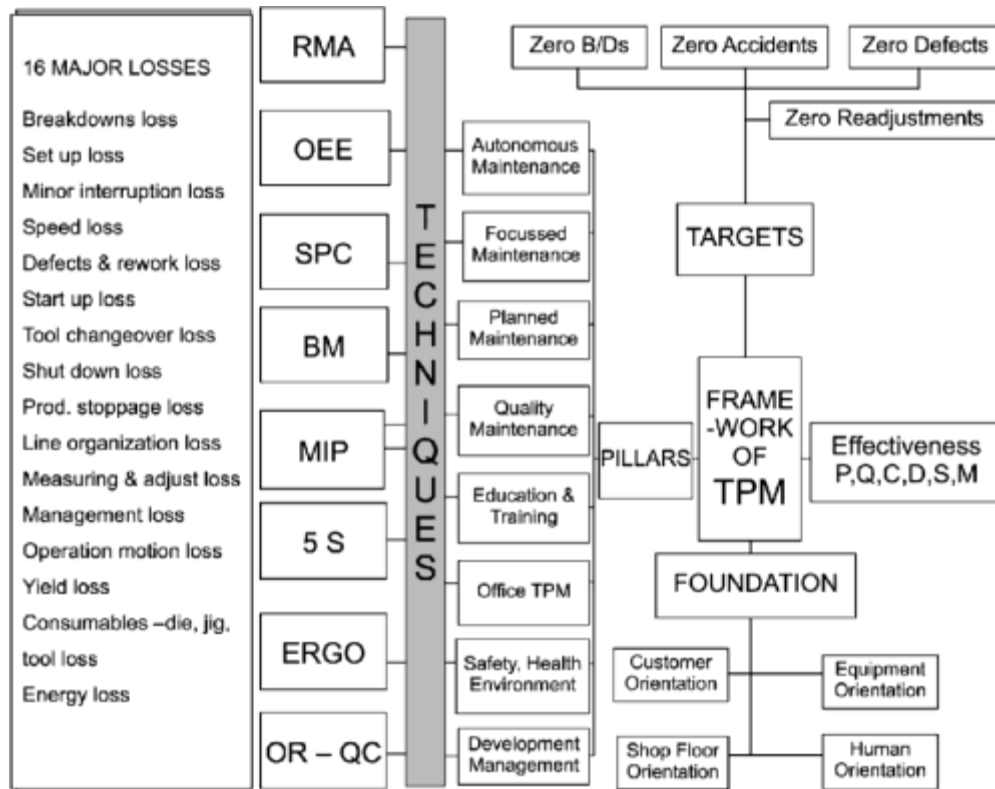 16 MAJOR LOSSES
Breakdowns loss
Set up loss
Minor interruption loss
Speed loss
Defects & rework loss
Start up loss
Tool changeover loss
Shut down loss
Prod. stoppage loss
Line organization loss
Measuring & adjust loss
Management loss
Operation motion loss
Yield loss
Consumables –die, jig,
tool loss
Energy loss
RMA
OEE
SPC
BM
MIP
5 S
ERGO
OR – QC
TECHNIQUES
Autonomous
Maintenance
Focussed
Maintenance
Planned
Maintenance
Quality
Maintenance
Education &
Training
Office TPM
Safety, Health
Environment
Development
Management
PILLARS
Zero B/Ds
Zero Accidents
Zero Defects
Zero Readjustments
TARGETS
FRAME
-WORK
OF
TPM
Effectiveness
P,Q,C,D,S,M
FOUNDATION
Customer
Orientation
Equipment
Orientation
Shop Floor
Orientation
Human
Orientation